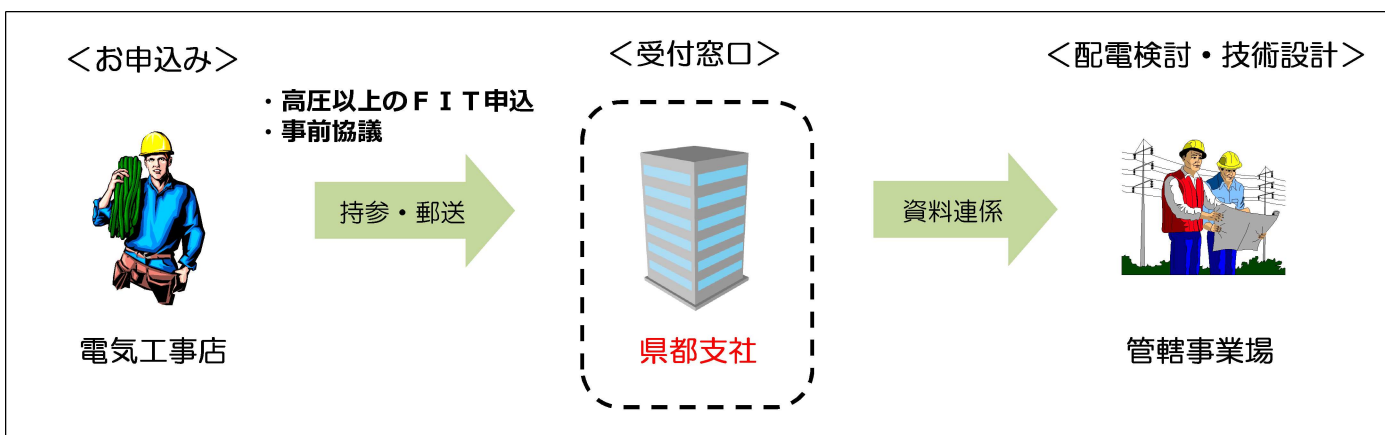 <お申込み>
・高圧以上のFIT申込
・事前協議
持参・郵送
電気工事店
<受付窓口>
県都支社
資料連係
<配電検討・技術設計>
管轄事業場